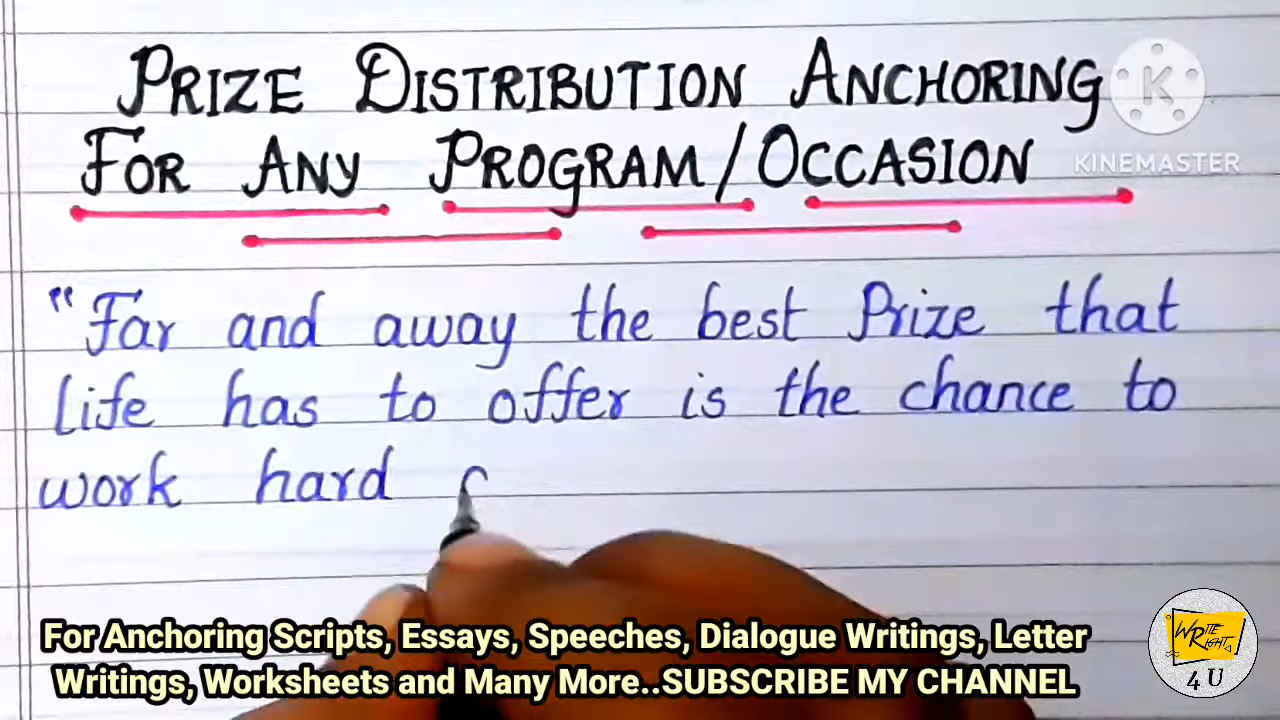 PRIZE DISTRIBUTION ANCHORING
FOR ANY PROGRAM/OCCASION
KINEMASTER
"Far and away the best Prize that
life has to offer is the chance to
work hard
For Anchoring Scripts, Essays, Speeches, Dialogue Writings, Letter
Writings, Worksheets and Many More..SUBSCRIBE MY CHANNEL
WRITE
RIGHT
4 U